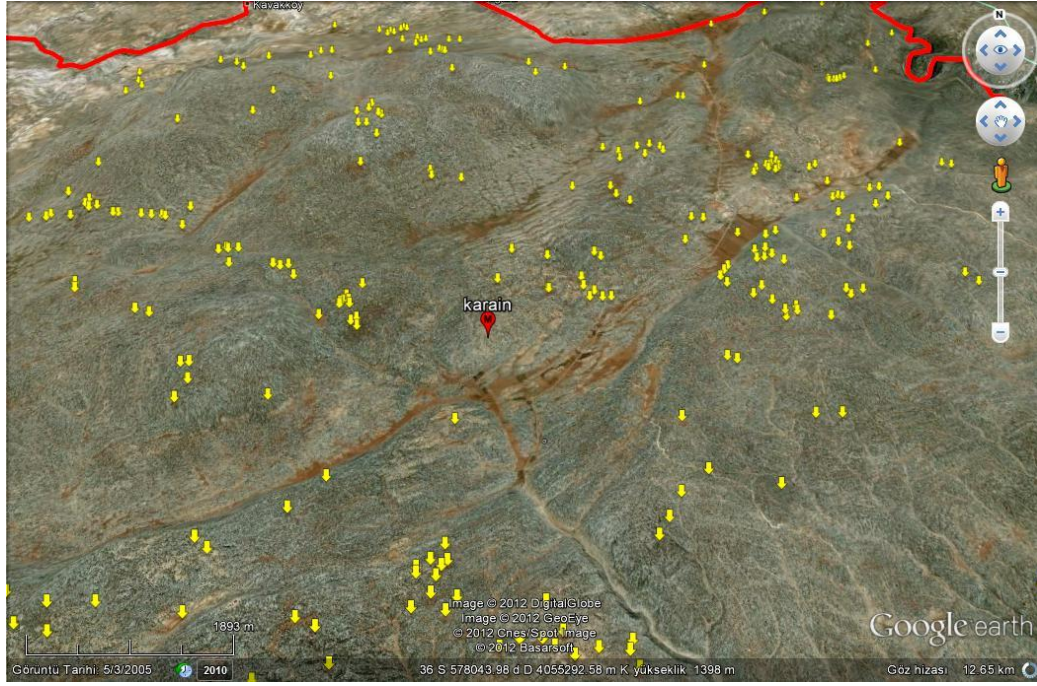 Kavakköy
N
karain
M
Image © 2012 DigitalGlobe
Image © 2012 GeoEye
© 2012 Cnes/Spot Image
© 2012 Basarsoft
Google earth
1893 m
Görüntü Tarihi: 5/3/2005
2010
36 S 578043.98 d D 4055292.58 m K yükseklik 1398 m
Göz hizası 12.65 km